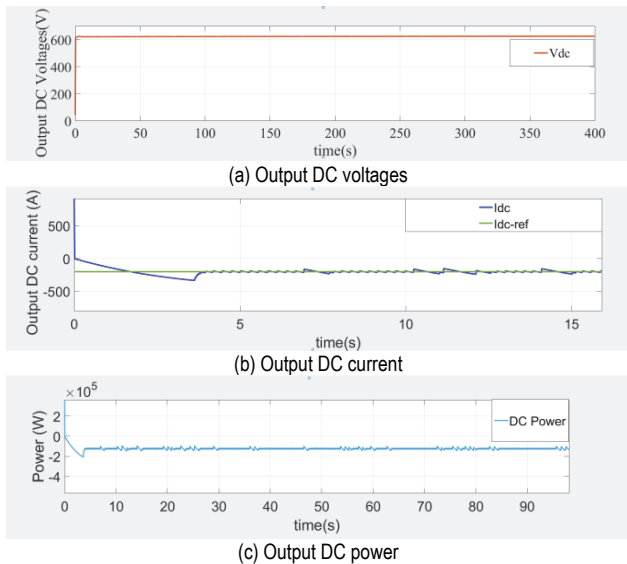 Output DC Voltages(V)
600
400
200
0
Vdc
0 50 100 150 200 250 300 350 400
time(s)
(a) Output DC voltages
Output DC current (A)
500
0
-500
Idc
Idc-ref
0 5 10 15
time(s)
(b) Output DC current
×10⁵
Power (W)
2
0
-2
-4
DC Power
0 10 20 30 40 50 60 70 80 90
time(s)
(c) Output DC power